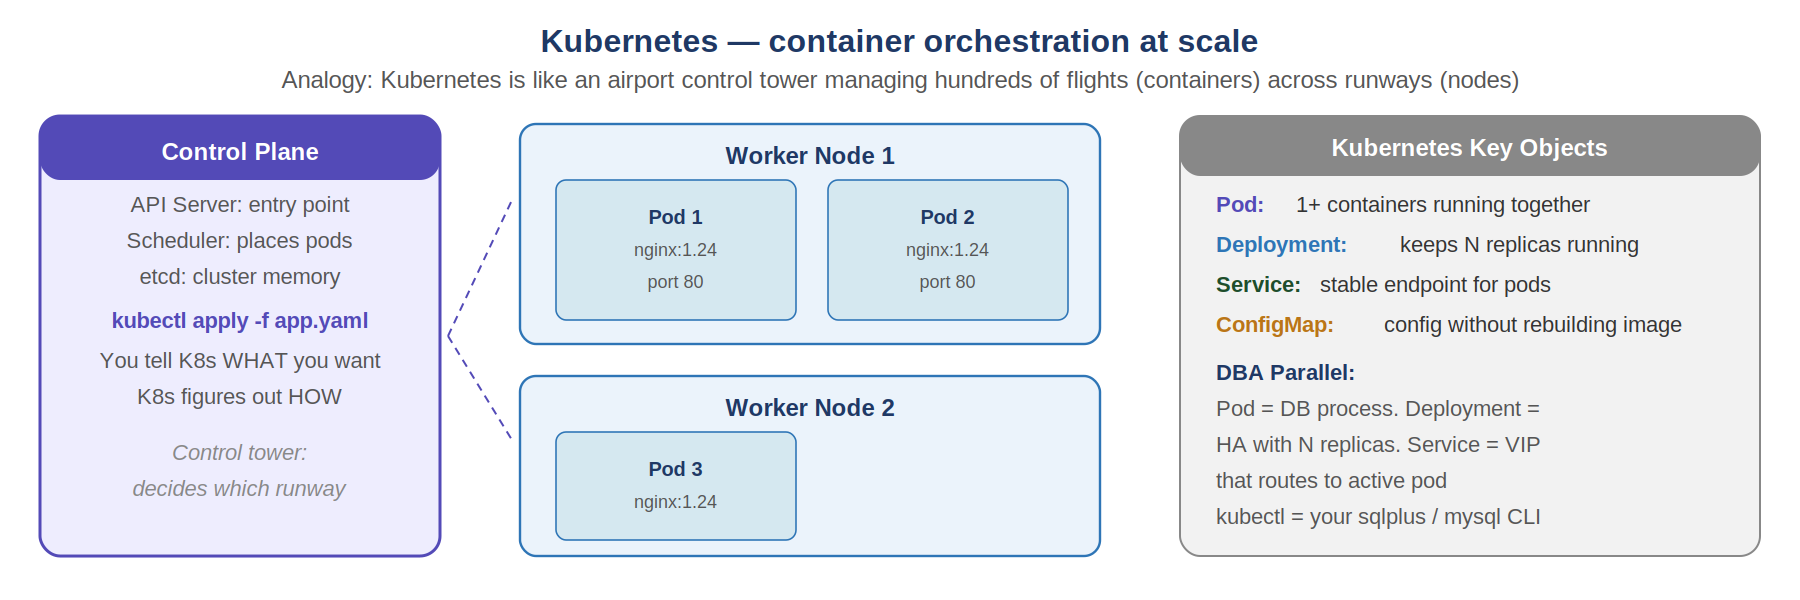 Kubernetes — container orchestration at scale
Analogy: Kubernetes is like an airport control tower managing hundreds of flights (containers) across runways (nodes)
Control Plane
API Server: entry point
Scheduler: places pods
etcd: cluster memory
kubectl apply -f app.yaml
You tell K8s WHAT you want
K8s figures out HOW
Control tower:
decides which runway
Worker Node 1
Pod 1
nginx:1.24
port 80
Pod 2
nginx:1.24
port 80
Worker Node 2
Pod 3
nginx:1.24
Kubernetes Key Objects
Pod: 1+ containers running together
Deployment: keeps N replicas running
Service: stable endpoint for pods
ConfigMap: config without rebuilding image
DBA Parallel:
Pod = DB process. Deployment =
HA with N replicas. Service = VIP
that routes to active pod
kubectl = your sqlplus / mysql CLI